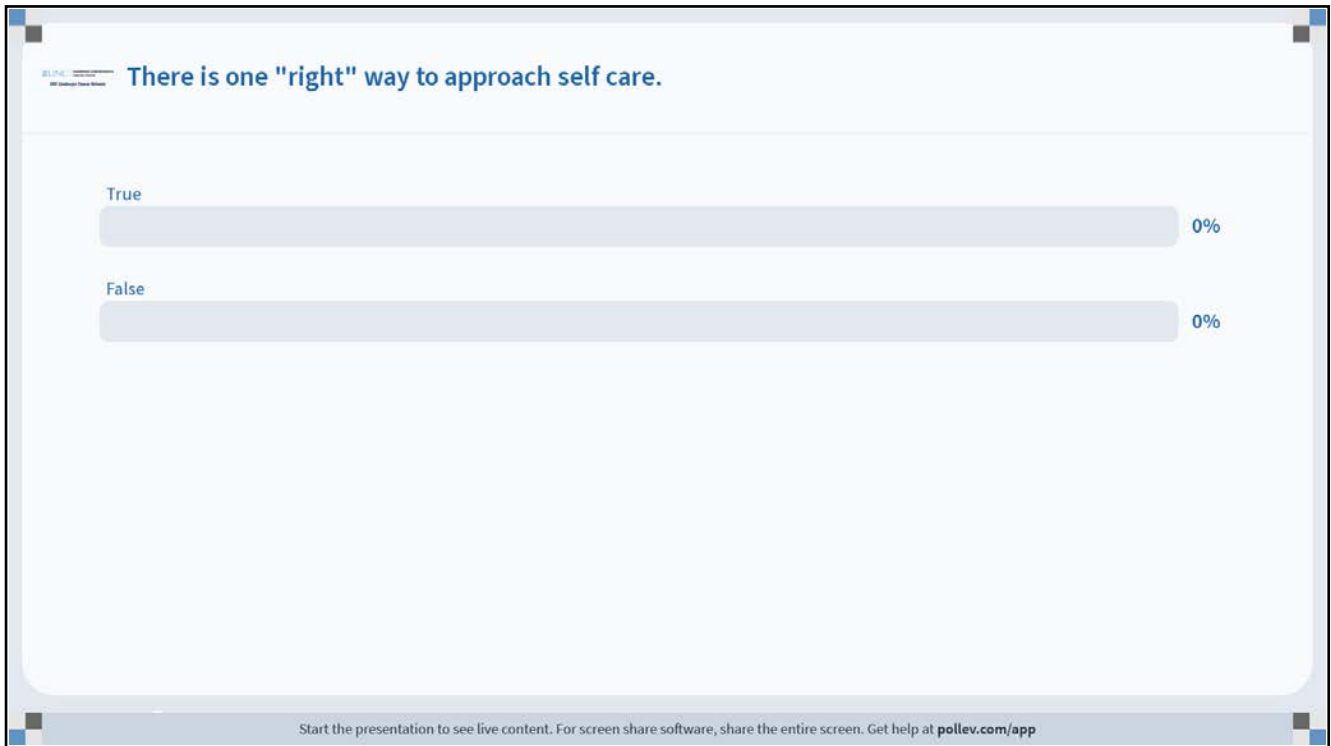 There is one "right" way to approach self care.
True
0%
False
0%
Start the presentation to see live content. For screen share software, share the entire screen. Get help at pollev.com/app